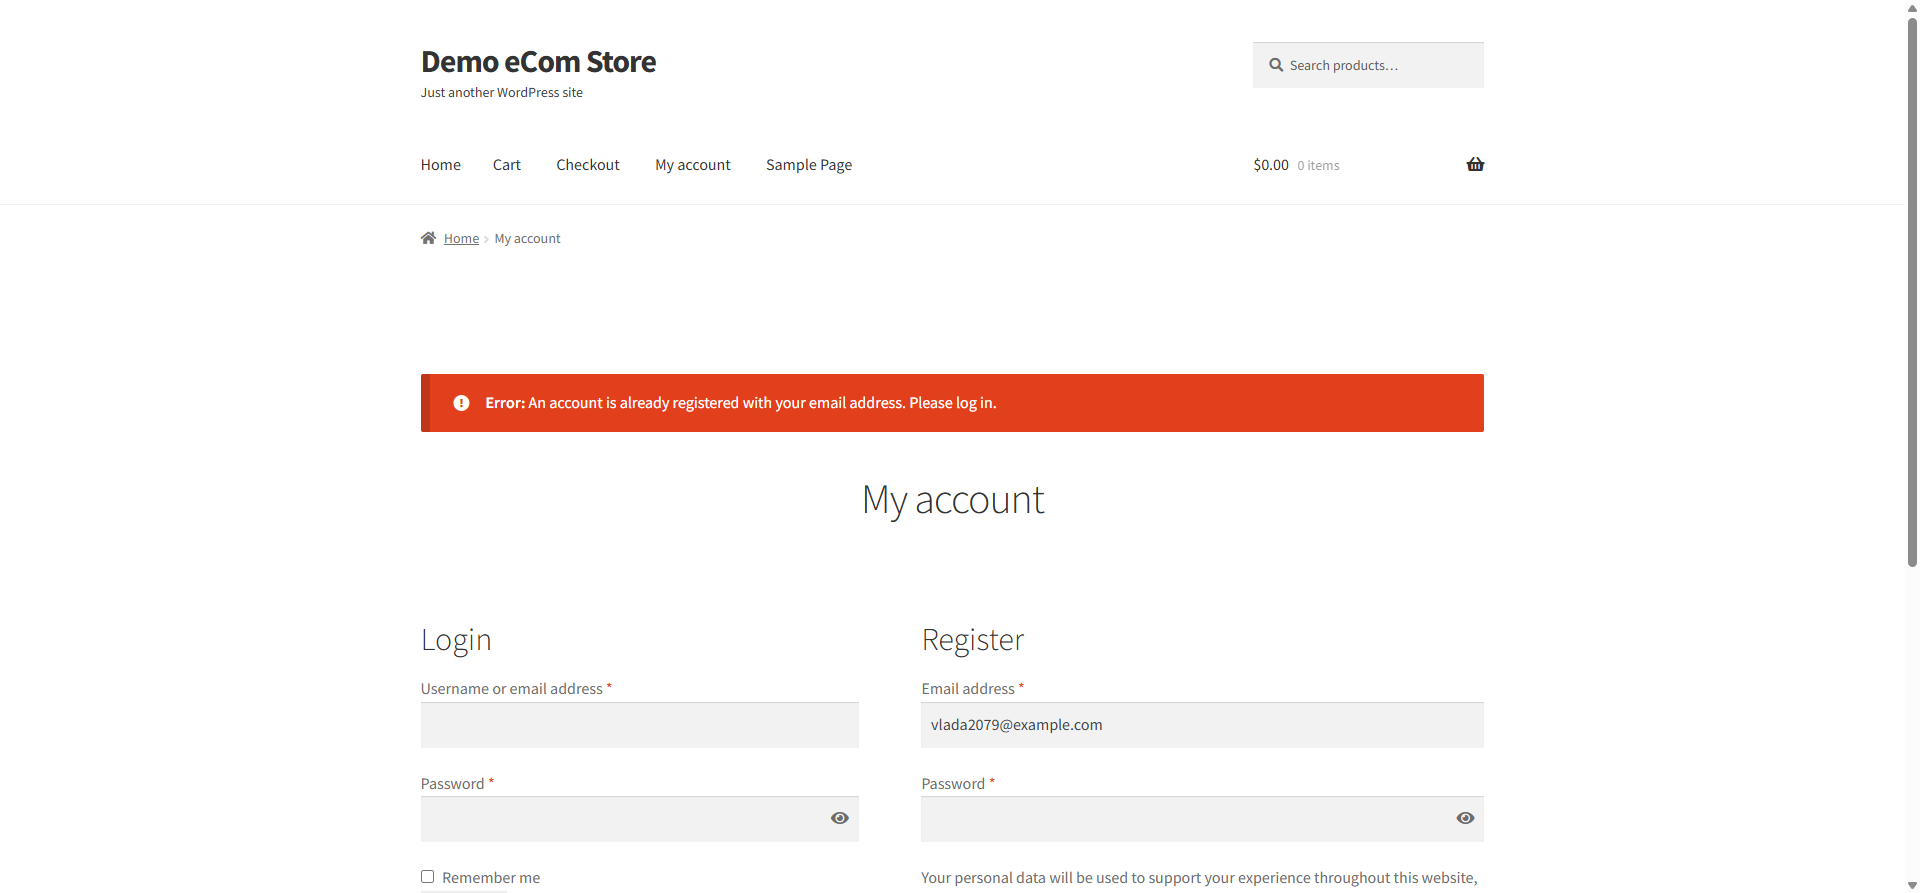 Demo eCom Store
Just another WordPress site
Search products…
Home
Cart
Checkout
My account
Sample Page
$0.00 0 items
Home
My account
Error: An account is already registered with your email address. Please log in.
My account
Login
Username or email address *
Password *
Remember me
Register
Email address *
vlada2079@example.com
Password *
Your personal data will be used to support your experience throughout this website,